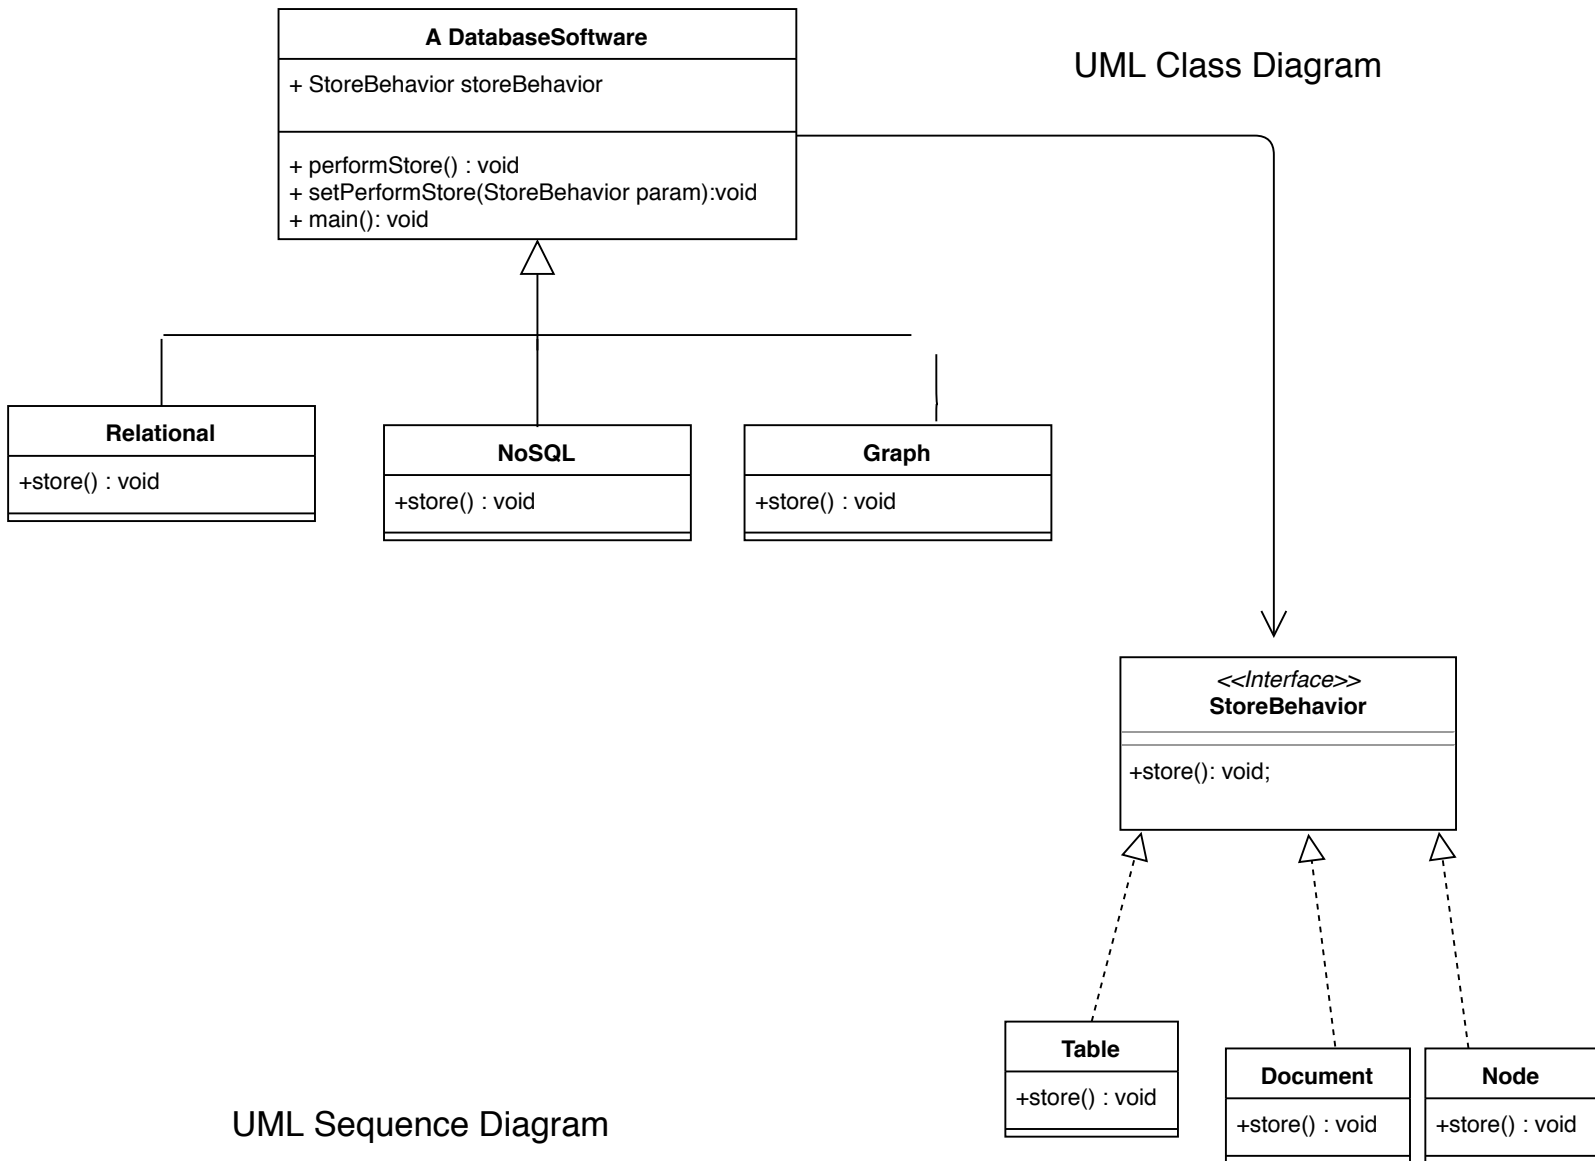 A DatabaseSoftware
+ StoreBehavior storeBehavior
+ performStore() : void
+ setPerformStore(StoreBehavior param):void
+ main(): void
UML Class Diagram
Relational
+store() : void
NoSQL
+store() : void
Graph
+store() : void
<<Interface>>
StoreBehavior
+store(): void;
Table
+store() : void
Document
+store() : void
Node
+store() : void
UML Sequence Diagram